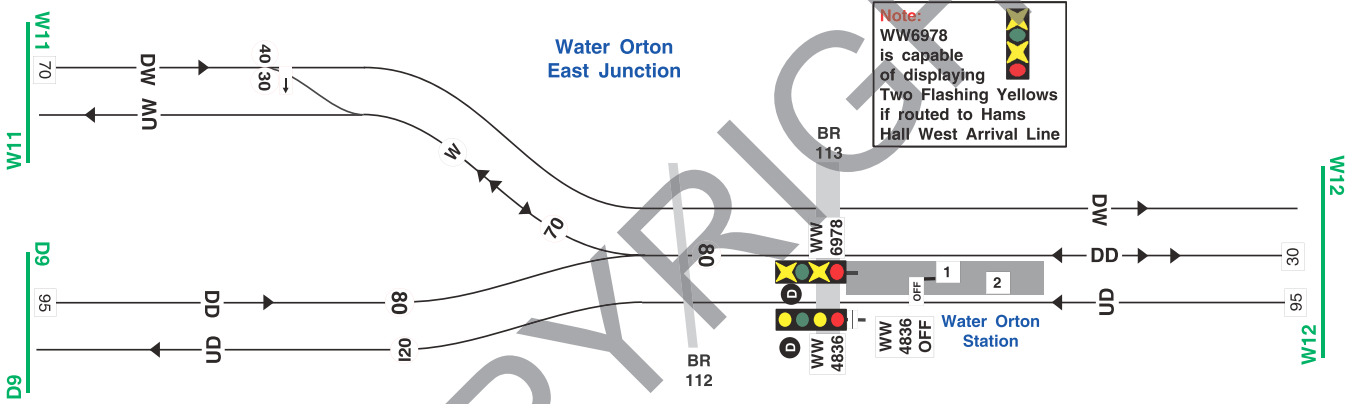 W11
70
DW
40 30
UW
W11
W
70
Water Orton
East Junction
Note:
WW6978
is capable
of displaying
Two Flashing Yellows
if routed to Hams
Hall West Arrival Line
BR
113
W12
DW
WW
6978
80
DD
30
1
2
OFF
D
D9
95
DD
80
UD
95
UD
120
D9
BR
112
D
WW
4836
WW
4836
OFF
Water Orton
Station
W12
PYRIGH